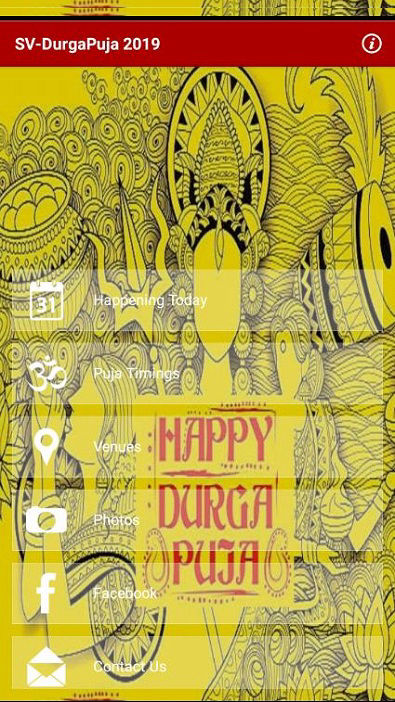 SV-DurgaPuja 2019
31
Happening Today
Puja Timings
Venues
HAPPY
DURGA
PUJA
Photos
Facebook
Contact Us